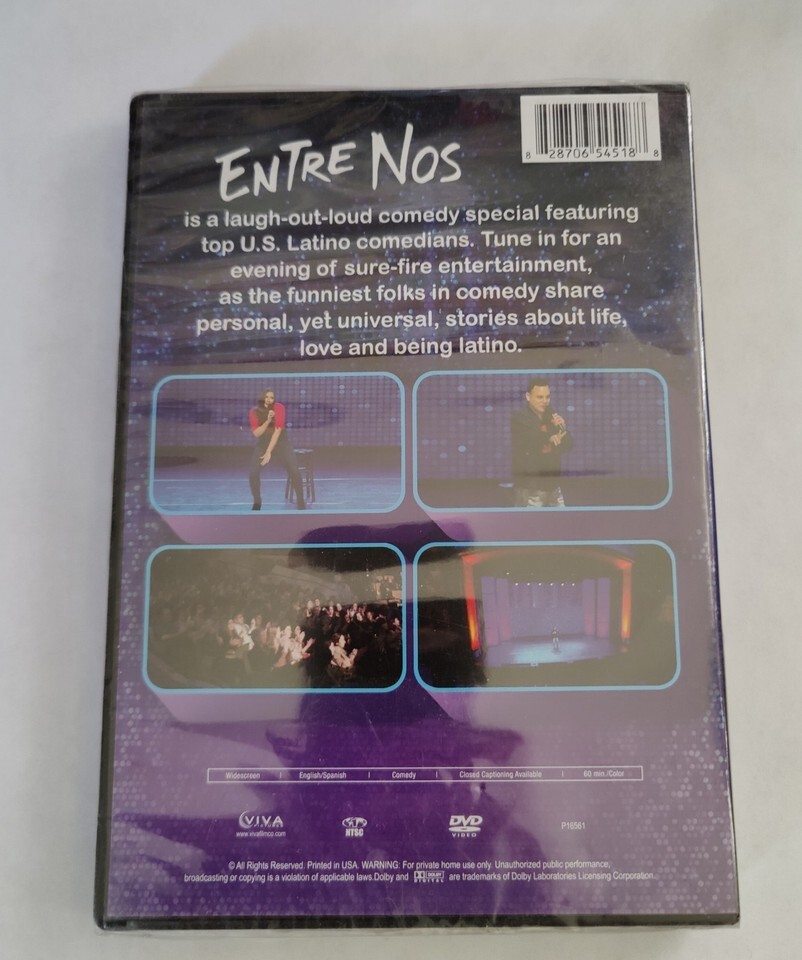 8 28706 54518 8
ENTRE NOS
is a laugh-out-loud comedy special featuring
top U.S. Latino comedians. Tune in for an
evening of sure-fire entertainment,
as the funniest folks in comedy share
personal, yet universal, stories about life,
love and being latino.
Widescreen | English/Spanish | Comedy | Closed Captioning Available | 60 min./Color
VIVA
www.vivafilmco.com
NTSC
DVD
VIDEO
P16561
© All Rights Reserved. Printed in USA. WARNING: For private home use only. Unauthorized public performance,
broadcasting or copying is a violation of applicable laws.Dolby and DOLBY DIGITAL are trademarks of Dolby Laboratories Licensing Corporation.